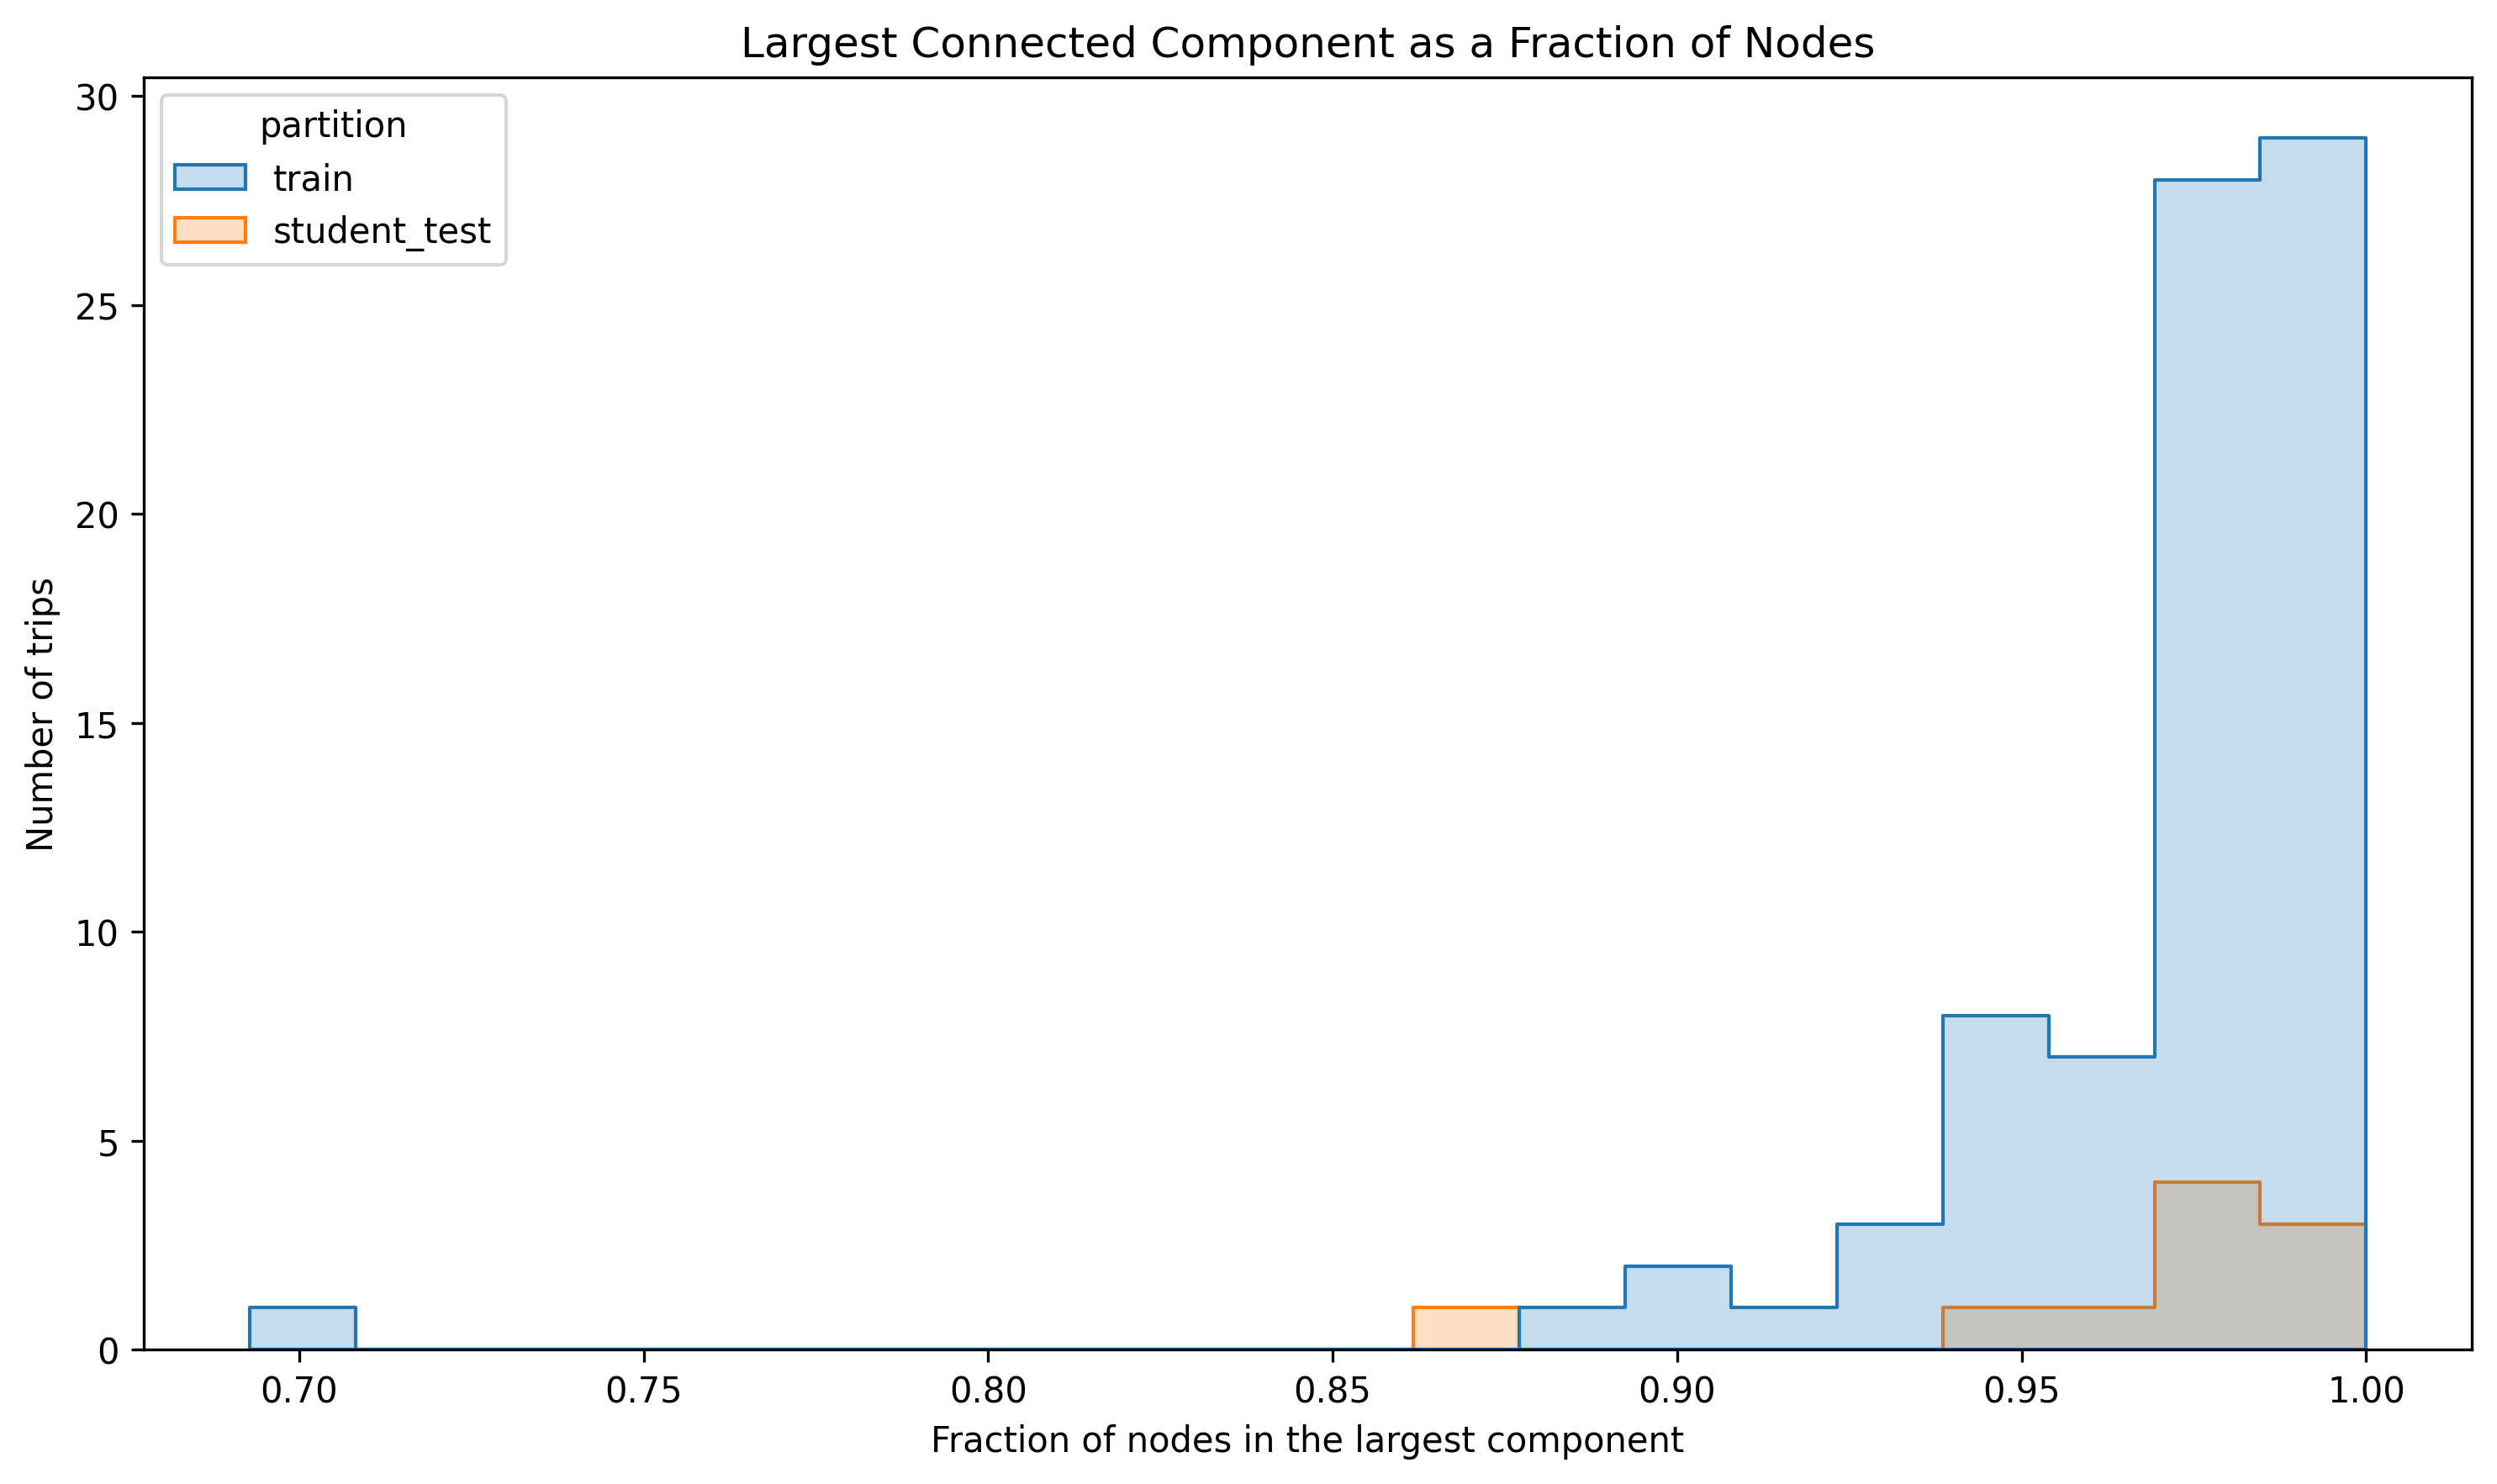 Largest Connected Component as a Fraction of Nodes
partition
train
student_test
Number of trips
30
25
20
15
10
5
0
0.70 0.75 0.80 0.85 0.90 0.95 1.00
Fraction of nodes in the largest component